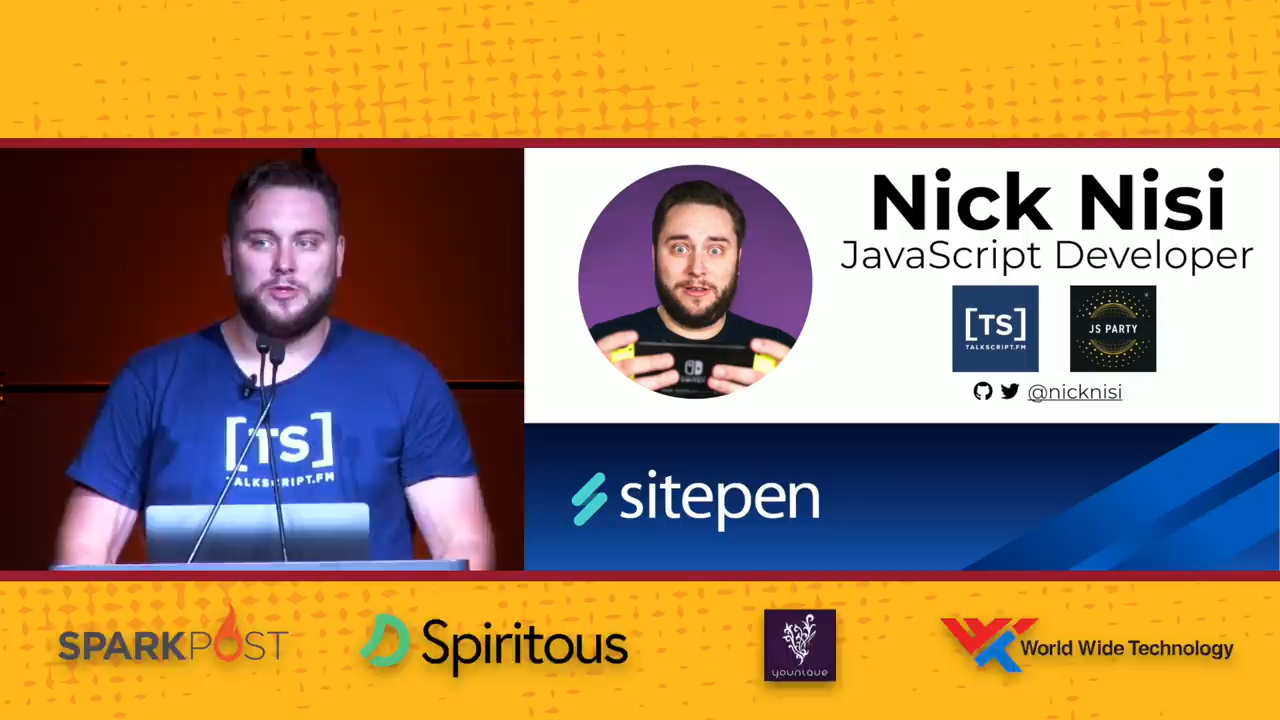 Nick Nisi
JavaScript Developer
[TS]
TALKSCRIPT.FM
JS PARTY
@nicknisi
[TS]
TALKSCRIPT.FM
sitepen
SPARKPOST
Spiritous
younique
World Wide Technology